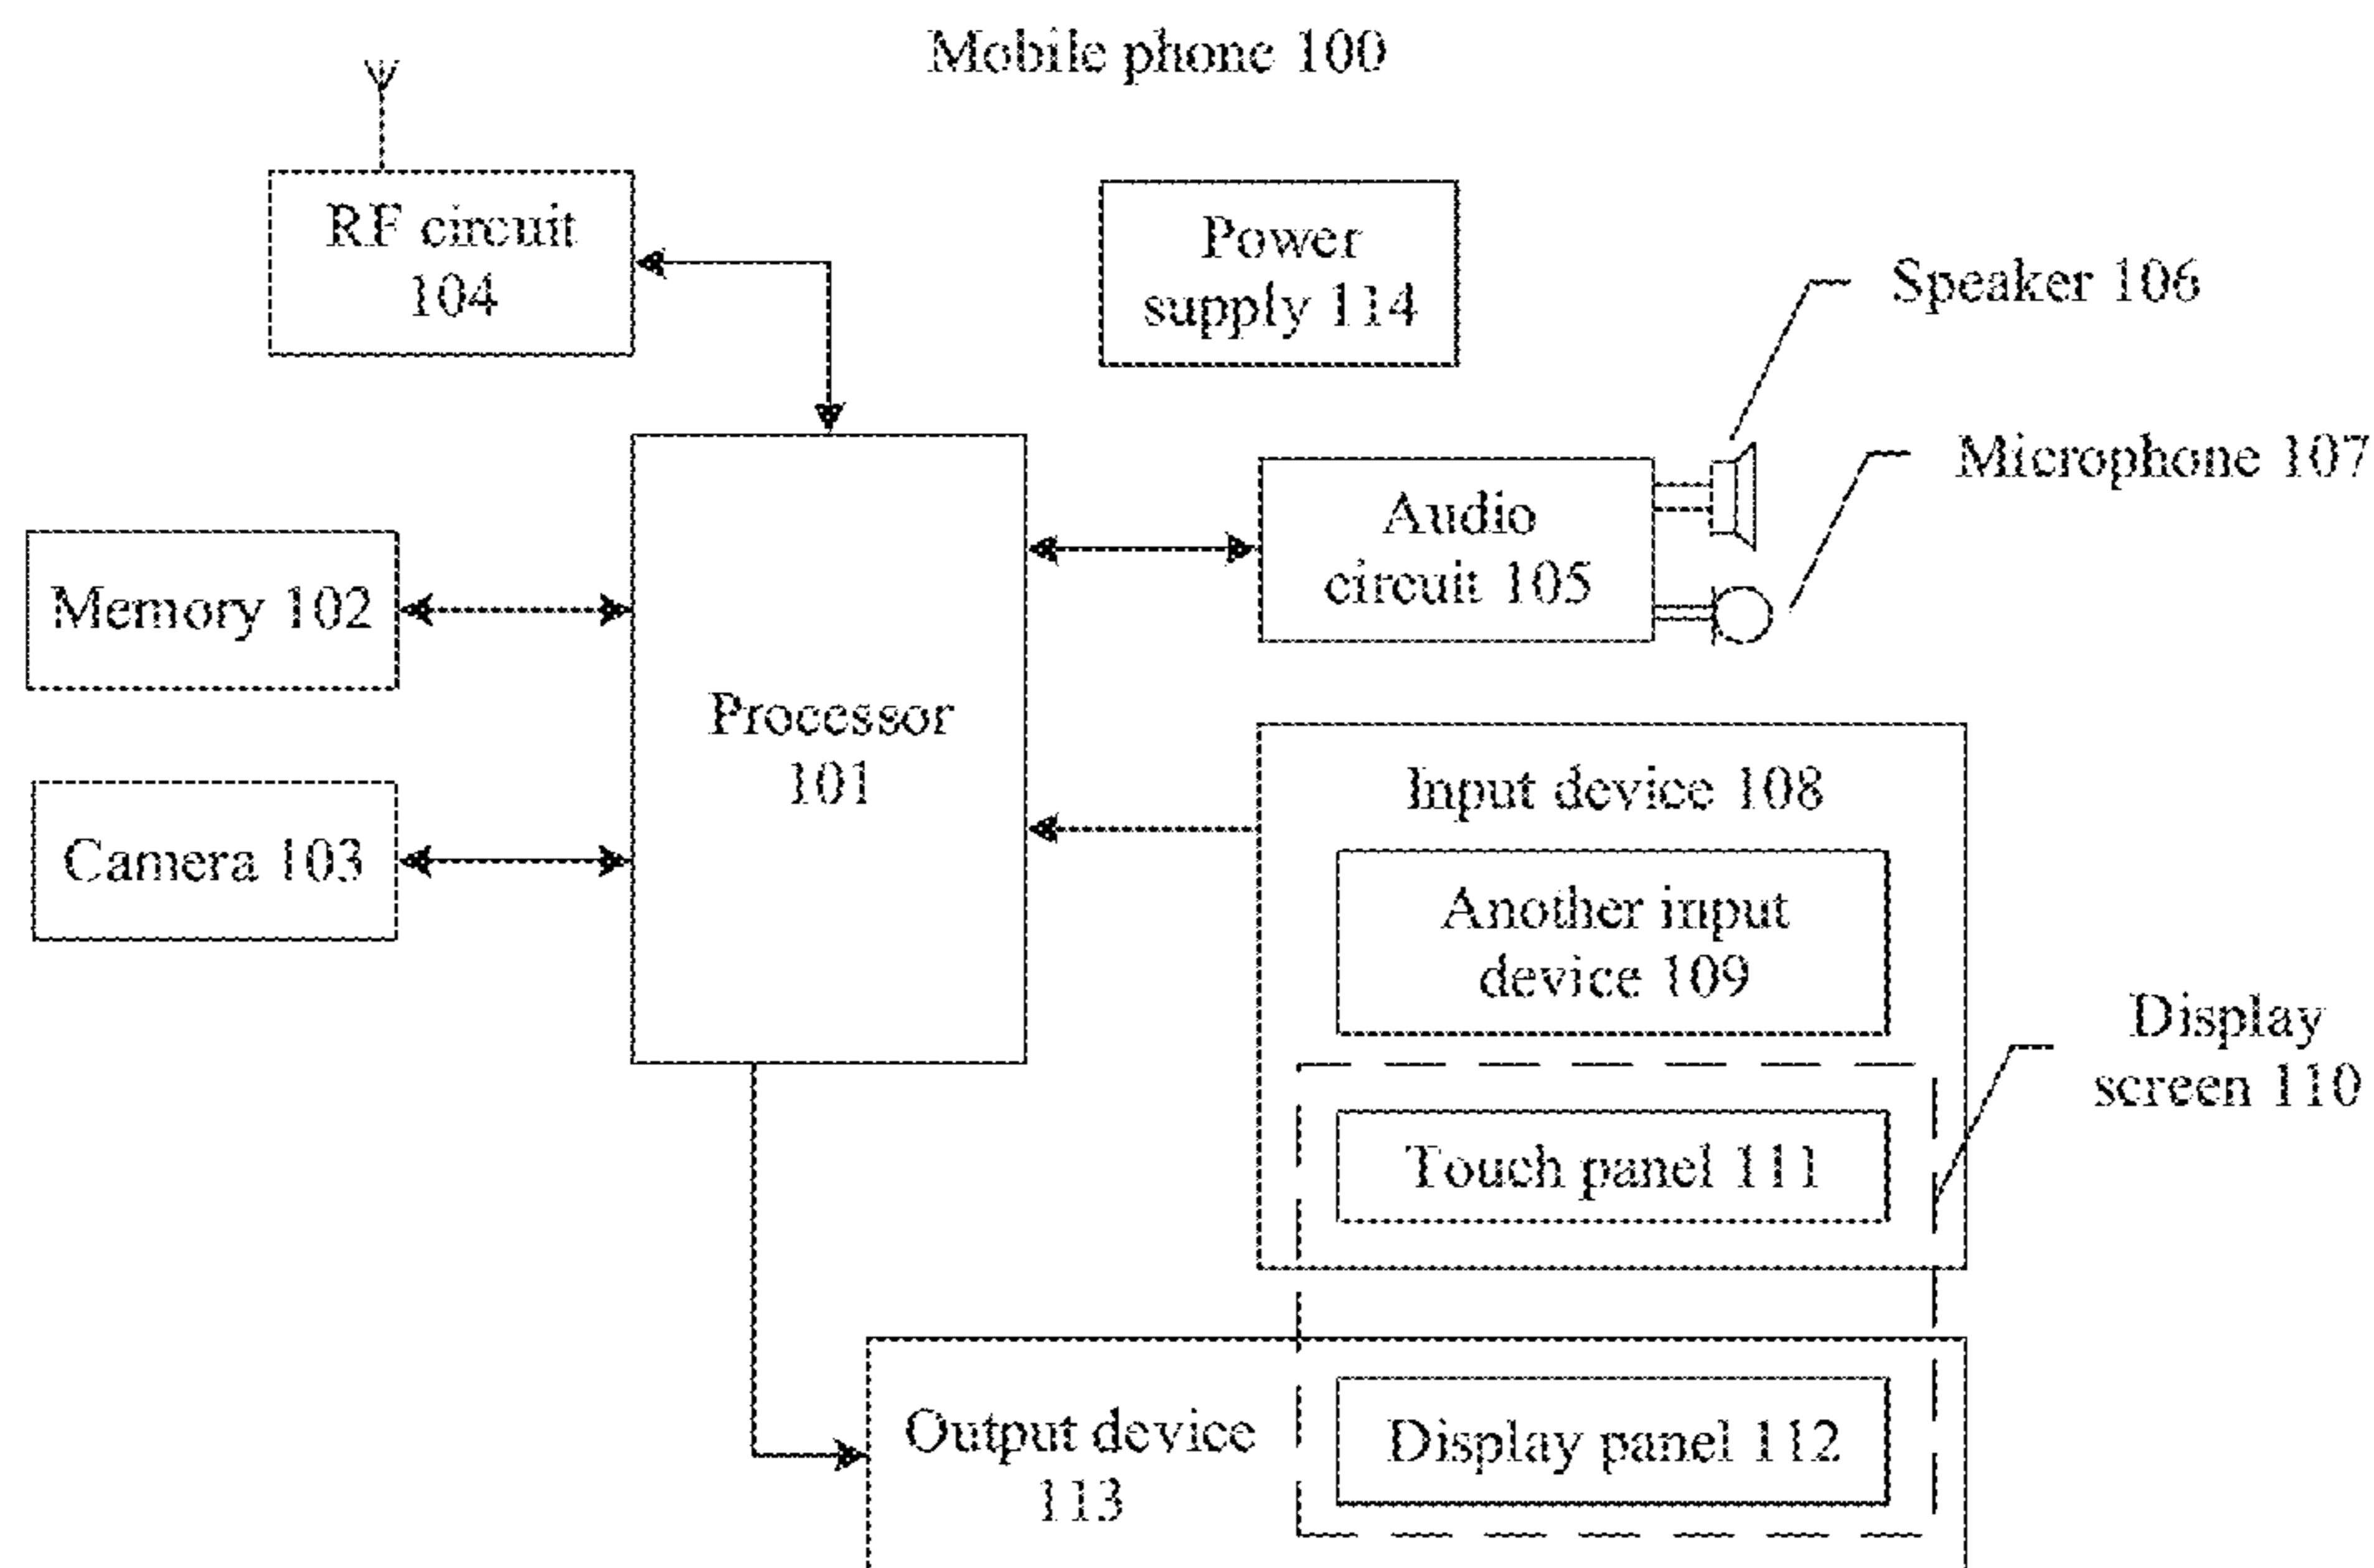 Mobile phone 100
RF circuit
104
Power
supply 114
Speaker 106
Microphone 107
Audio
circuit 105
Memory 102
Processor
101
Camera 103
Input device 108
Another input
device 109
Display
screen 110
Touch panel 111
Output device
113
Display panel 112